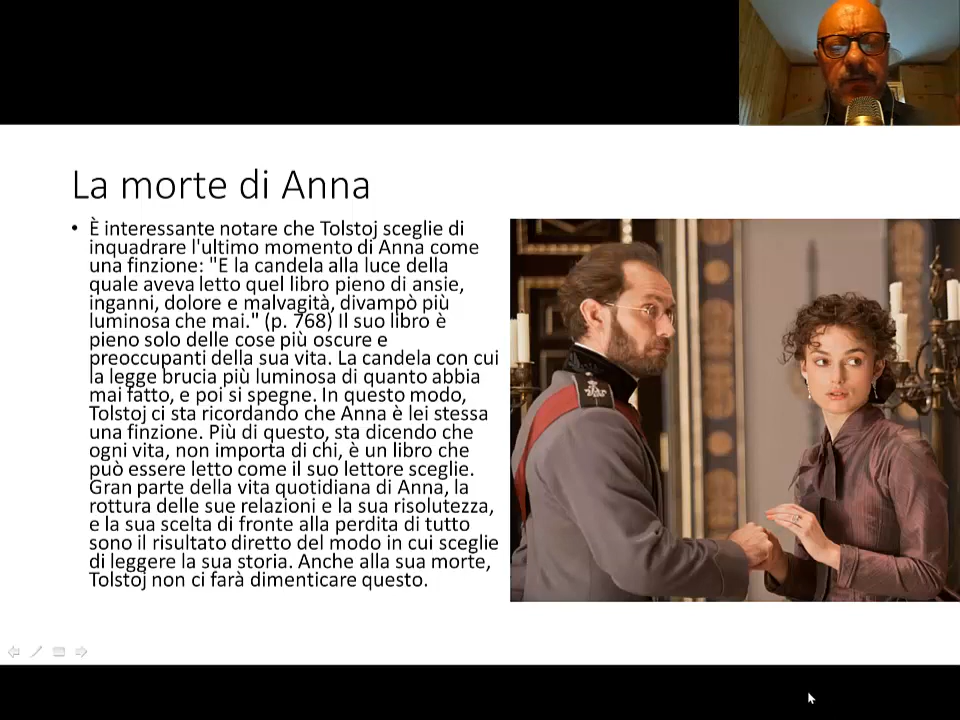 La morte di Anna
• È interessante notare che Tolstoj sceglie di
inquadrare l'ultimo momento di Anna come
una finzione: "E la candela alla luce della
quale aveva letto quel libro pieno di ansie,
inganni, dolore e malvagità, divampò più
luminosa che mai." (p. 768) Il suo libro è
pieno solo delle cose più oscure e
preoccupanti della sua vita. La candela con cui
la legge brucia più luminosa di quanto abbia
mai fatto, e poi si spegne. In questo modo,
Tolstoj ci sta ricordando che Anna è lei stessa
una finzione. Più di questo, sta dicendo che
ogni vita, non importa di chi, è un libro che
può essere letto come il suo lettore sceglie.
Gran parte della vita quotidiana di Anna, la
rottura delle sue relazioni e la sua risolutezza,
e la sua scelta di fronte alla perdita di tutto
sono il risultato diretto del modo in cui sceglie
di leggere la sua storia. Anche alla sua morte,
Tolstoj non ci farà dimenticare questo.